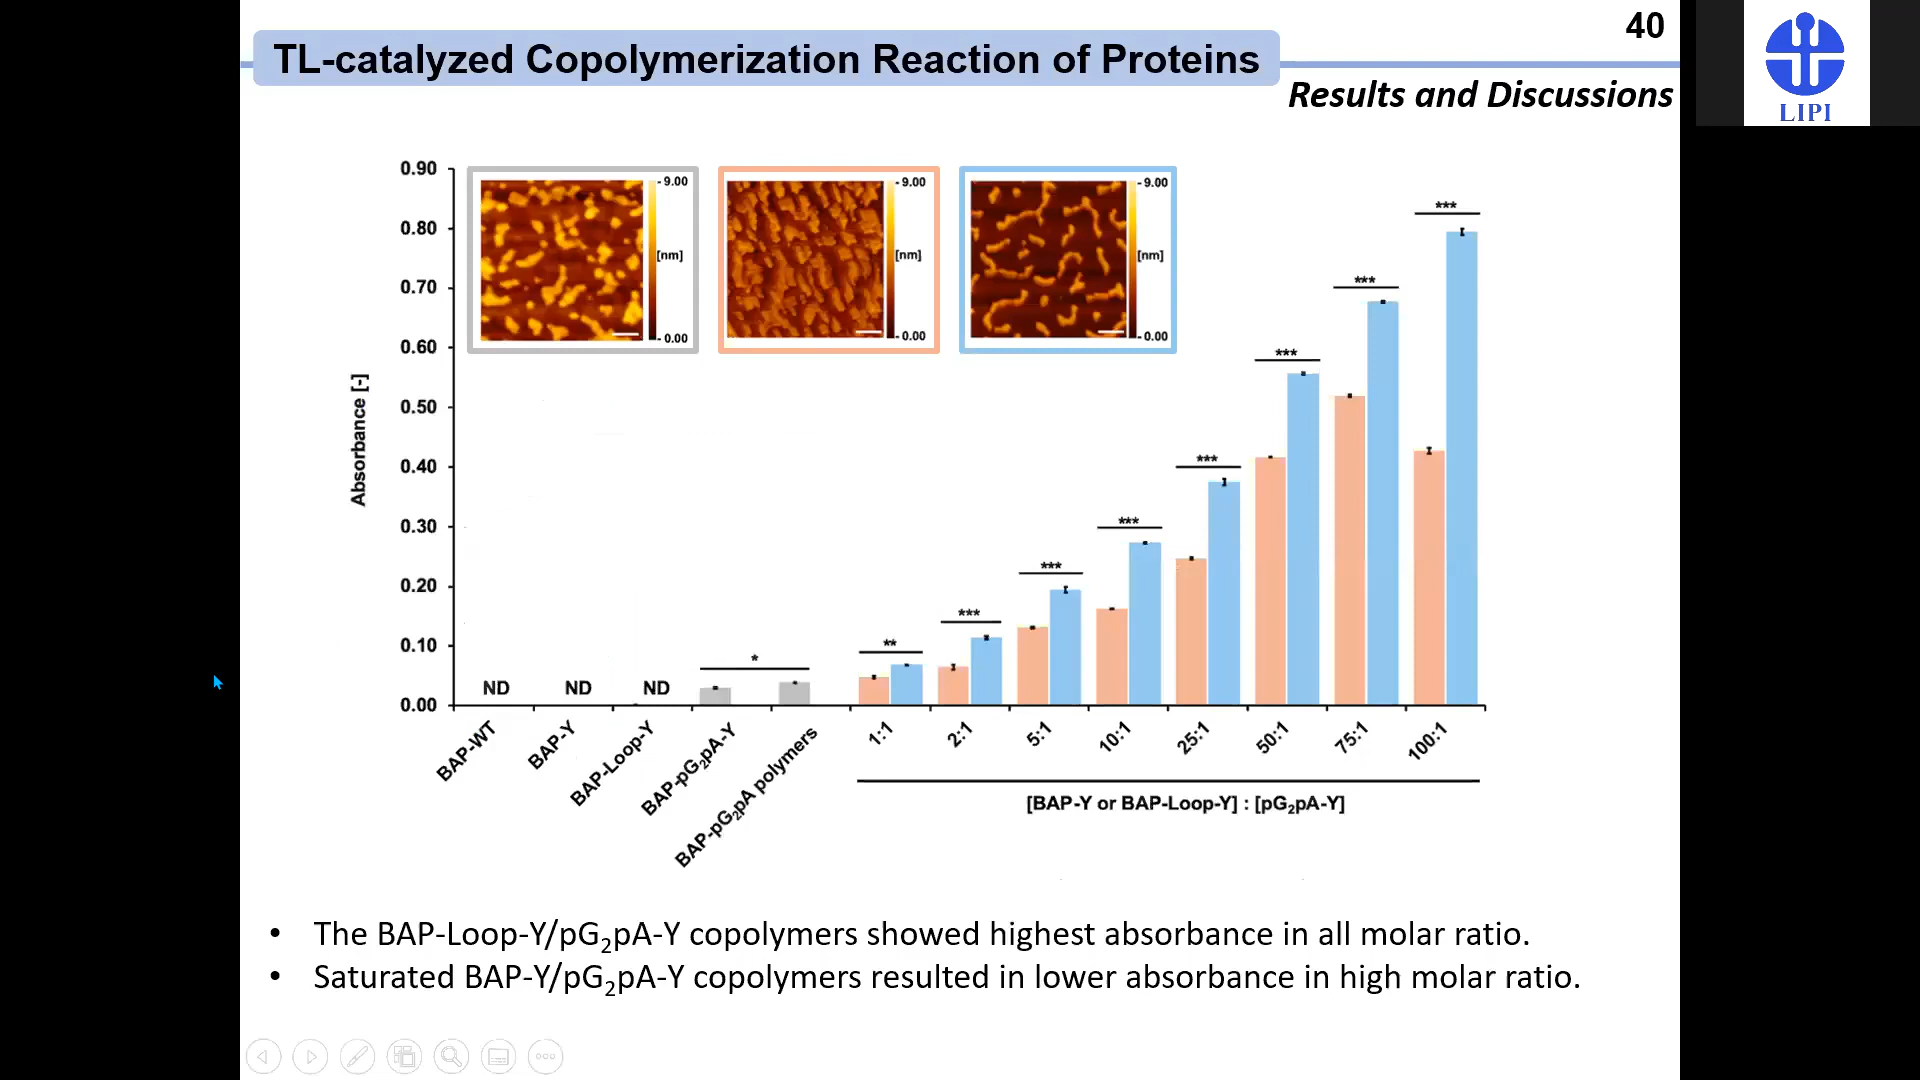 40
TL-catalyzed Copolymerization Reaction of Proteins
Results and Discussions
LIPI
Absorbance [-]
0.90
0.80
0.70
0.60
0.50
0.40
0.30
0.20
0.10
0.00
9.00
[nm]
0.00
9.00
[nm]
0.00
9.00
[nm]
0.00
ND
ND
ND
*
**
***
***
***
***
***
***
***
BAP-WT
BAP-Y
BAP-Loop-Y
BAP-pG₂pA-Y
BAP-pG₂pA polymers
1:1
2:1
5:1
10:1
25:1
50:1
75:1
100:1
[BAP-Y or BAP-Loop-Y] : [pG₂pA-Y]
• The BAP-Loop-Y/pG₂pA-Y copolymers showed highest absorbance in all molar ratio.
• Saturated BAP-Y/pG₂pA-Y copolymers resulted in lower absorbance in high molar ratio.